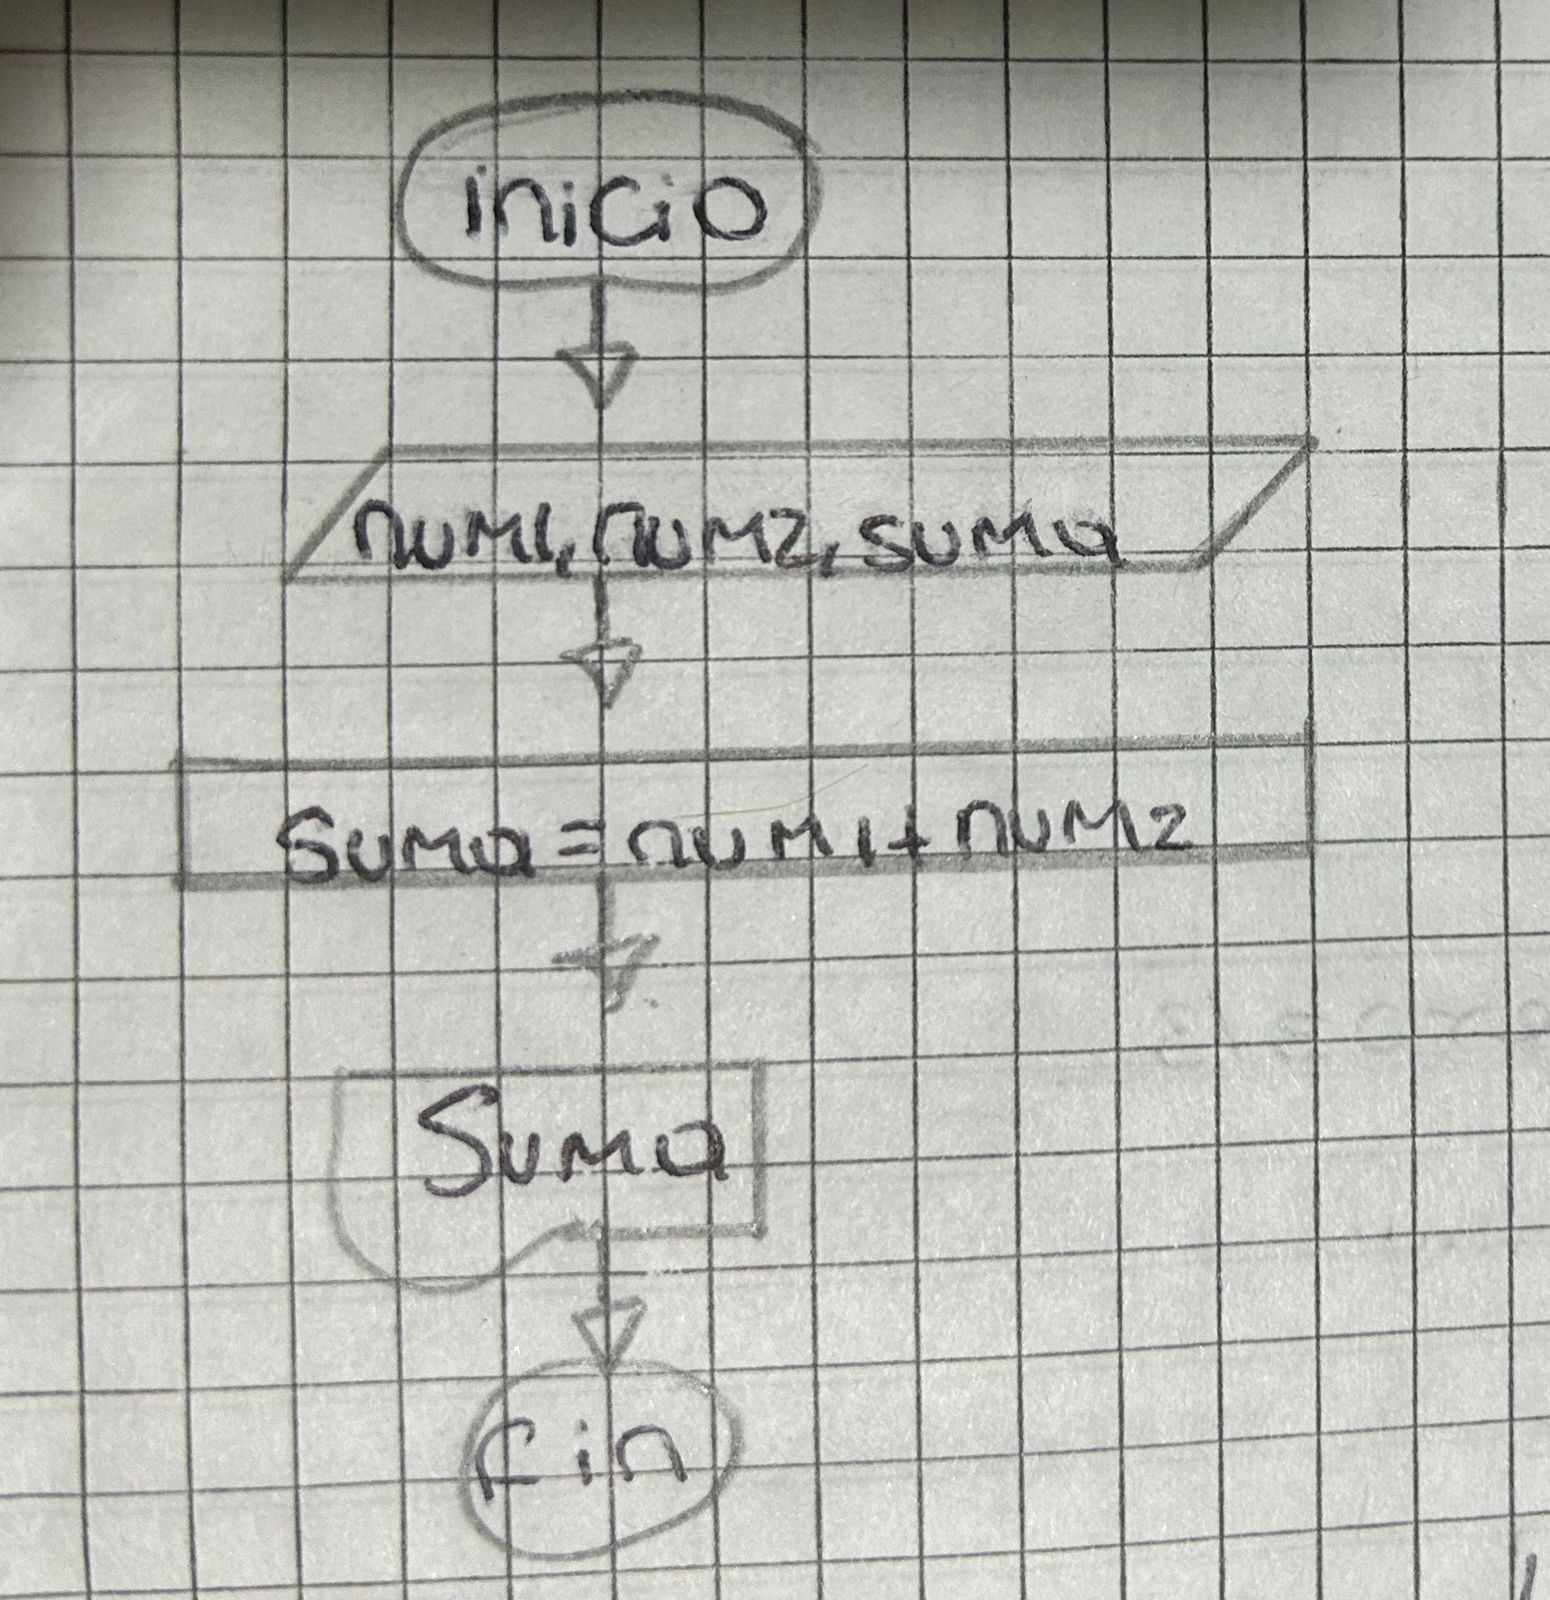 inicio
num1, num2, suma
suma = num1 + num2
Suma
Fin